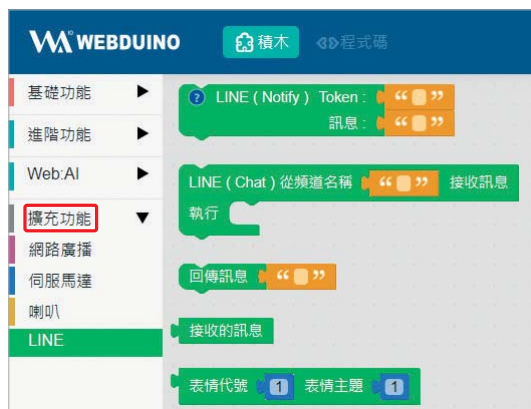 WEBDUINO
積木
程式碼
基礎功能
進階功能
Web:AI
擴充功能
網路廣播
伺服馬達
喇叭
LINE
? LINE ( Notify ) Token : “ ”
訊息 : “ ”
LINE ( Chat ) 從頻道名稱 “ ” 接收訊息
執行
回傳訊息 “ ”
接收的訊息
表情代號 1 表情主題 1